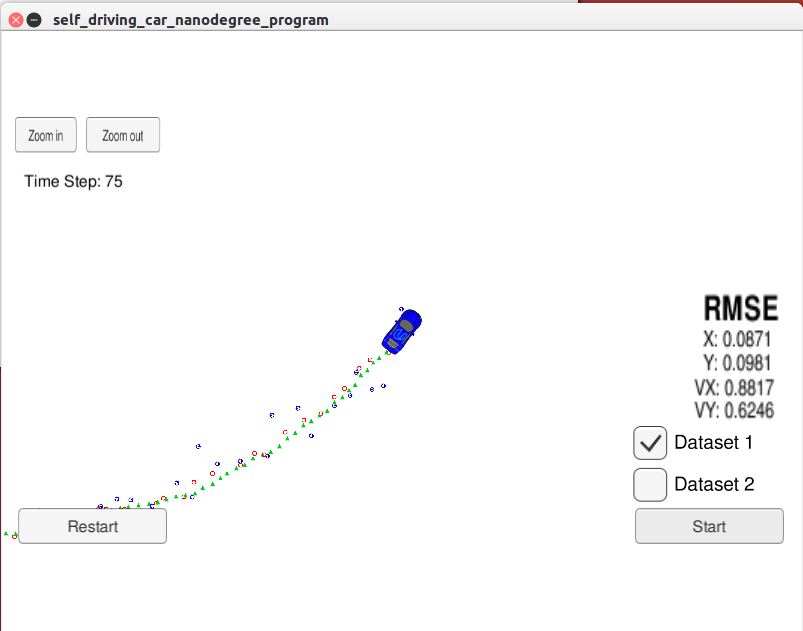 self_driving_car_nanodegree_program
Zoom in
Zoom out
Time Step: 75
RMSE
X: 0.0871
Y: 0.0981
VX: 0.8817
VY: 0.6246
Dataset 1
Dataset 2
Restart
Start